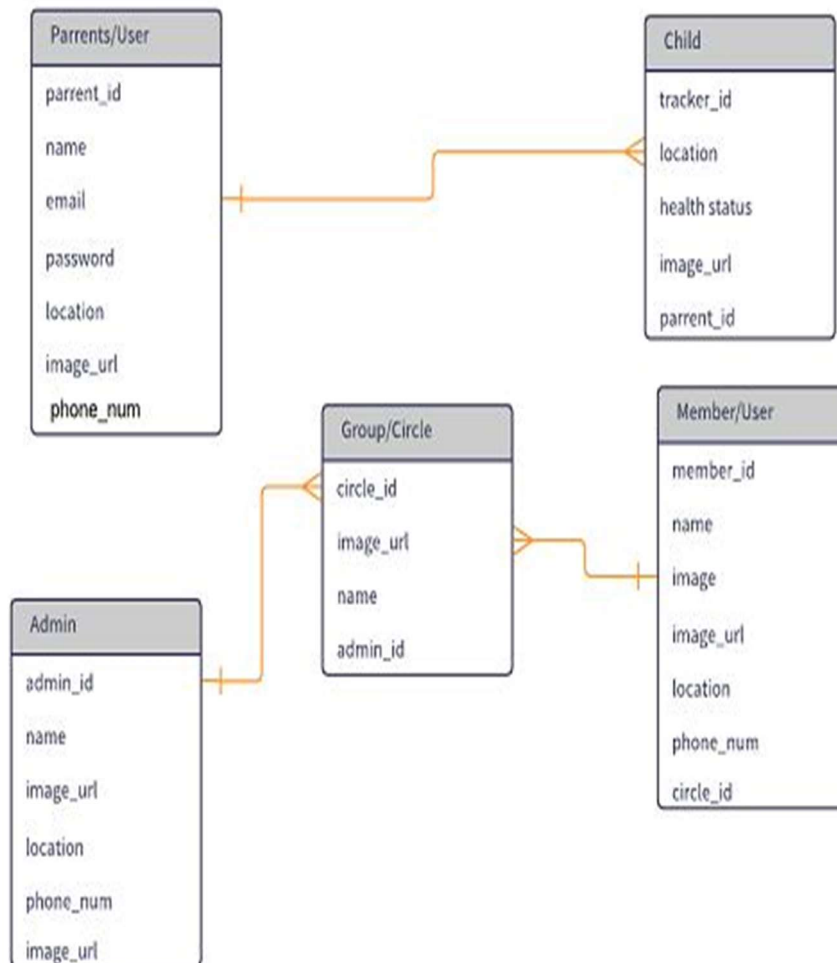 Parrents/User
parrent_id
name
email
password
location
image_url
phone_num
Child
tracker_id
location
health status
image_url
parrent_id
Group/Circle
circle_id
image_url
name
admin_id
Member/User
member_id
name
image
image_url
location
phone_num
circle_id
Admin
admin_id
name
image_url
location
phone_num
image_url